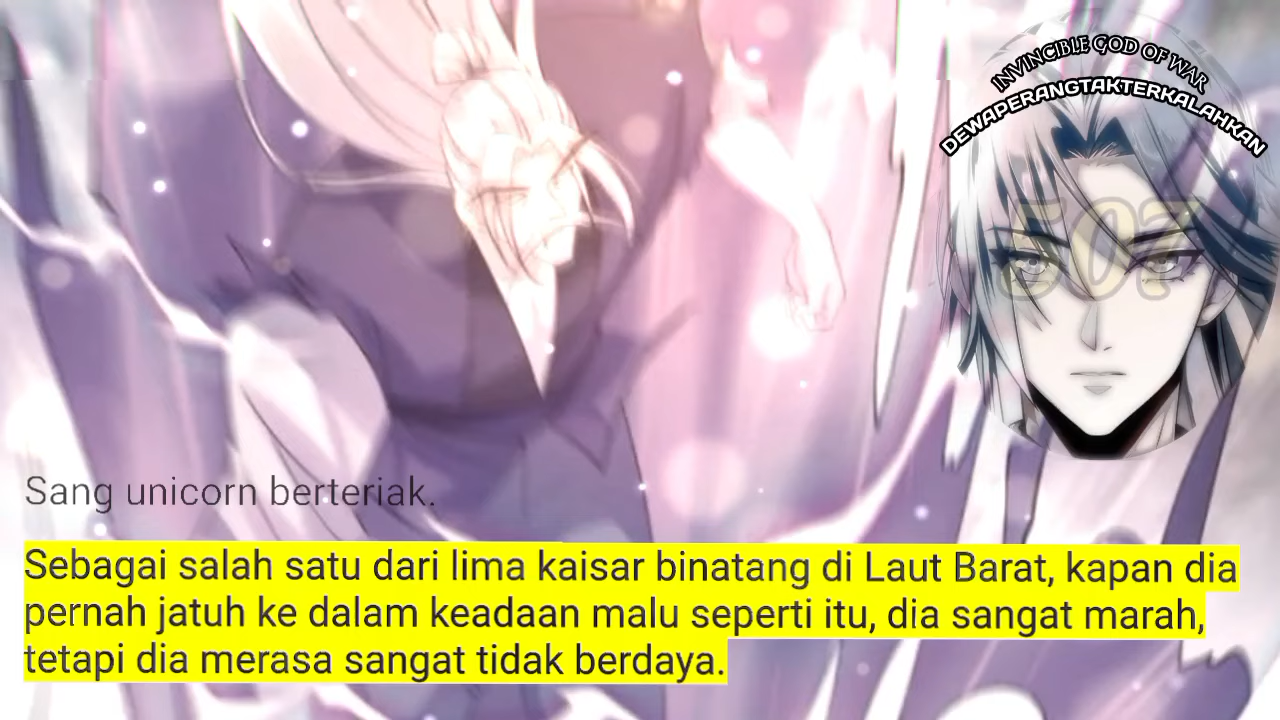 INVINCIBLE GOD OF WAR
DEWAPERANGTAKTERKALAHKAN
507
Sang unicorn berteriak.
Sebagai salah satu dari lima kaisar binatang di Laut Barat, kapan dia
pernah jatuh ke dalam keadaan malu seperti itu, dia sangat marah,
tetapi dia merasa sangat tidak berdaya.